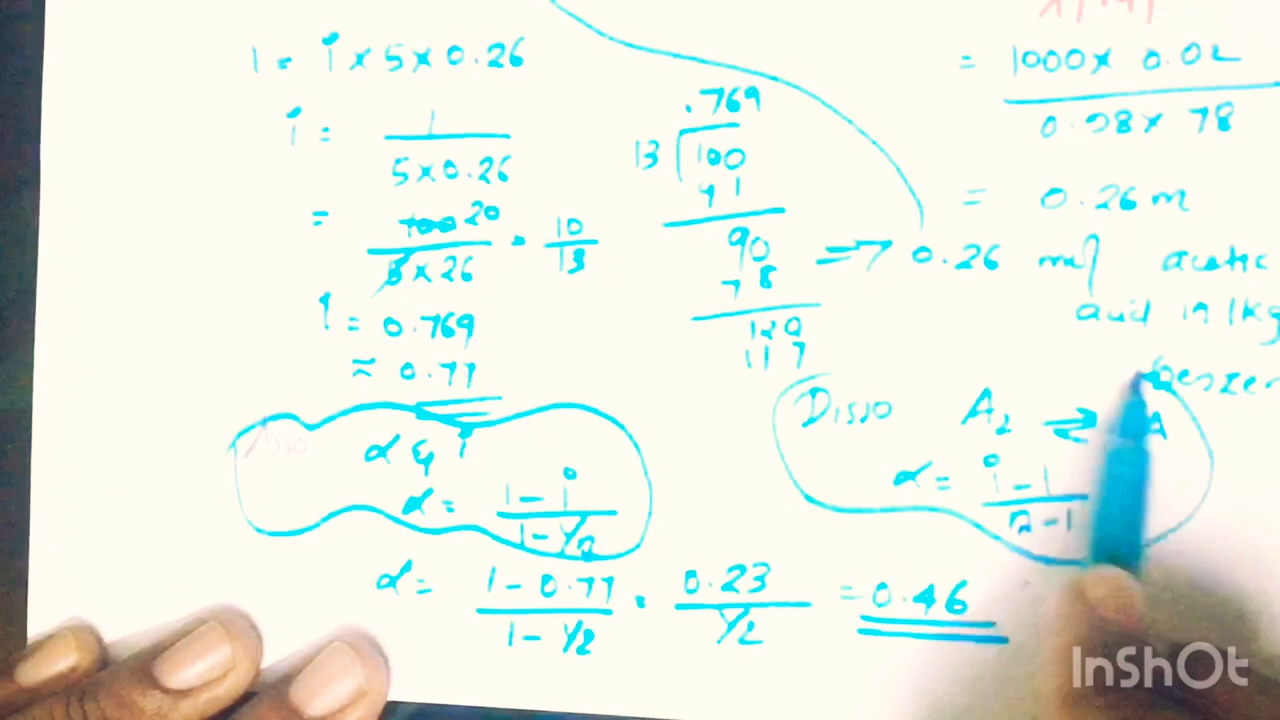 1 = i × 5 × 0.26
i = 1 / 5×0.26
= 20 / 5×26 = 10/13
i = 0.769
≈ 0.77
.769
13 100
91
90
78
120
117
= 1000 × 0.02 / 0.98 × 78
= 0.26 m
=> 0.26 mol acetic
acid in 1kg
α & i
α = 1 - i / 1 - 1/n
Disso A₂ ⇌ A
α = i - 1 / n - 1
α = 1 - 0.77 / 1 - 1/2 = 0.23 / 1/2 = 0.46
InShOt